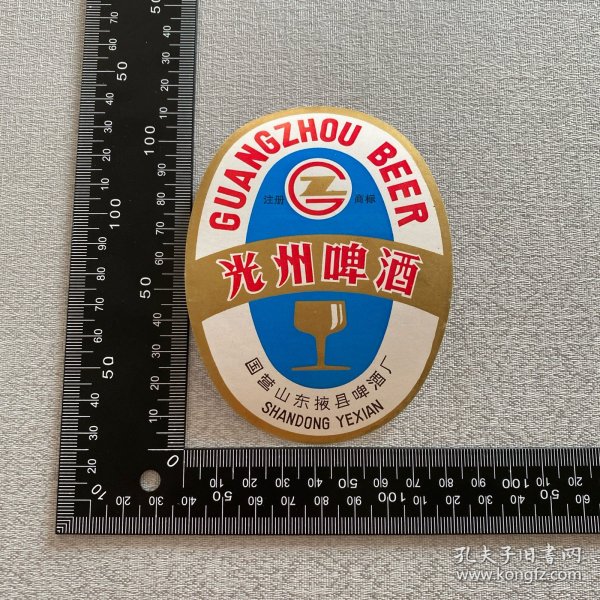 GUANGZHOU BEER
注册 商标
光州啤酒
国营山东掖县啤酒厂
SHANDONG YEXIAN
孔夫子旧书网
www.kongfz.com